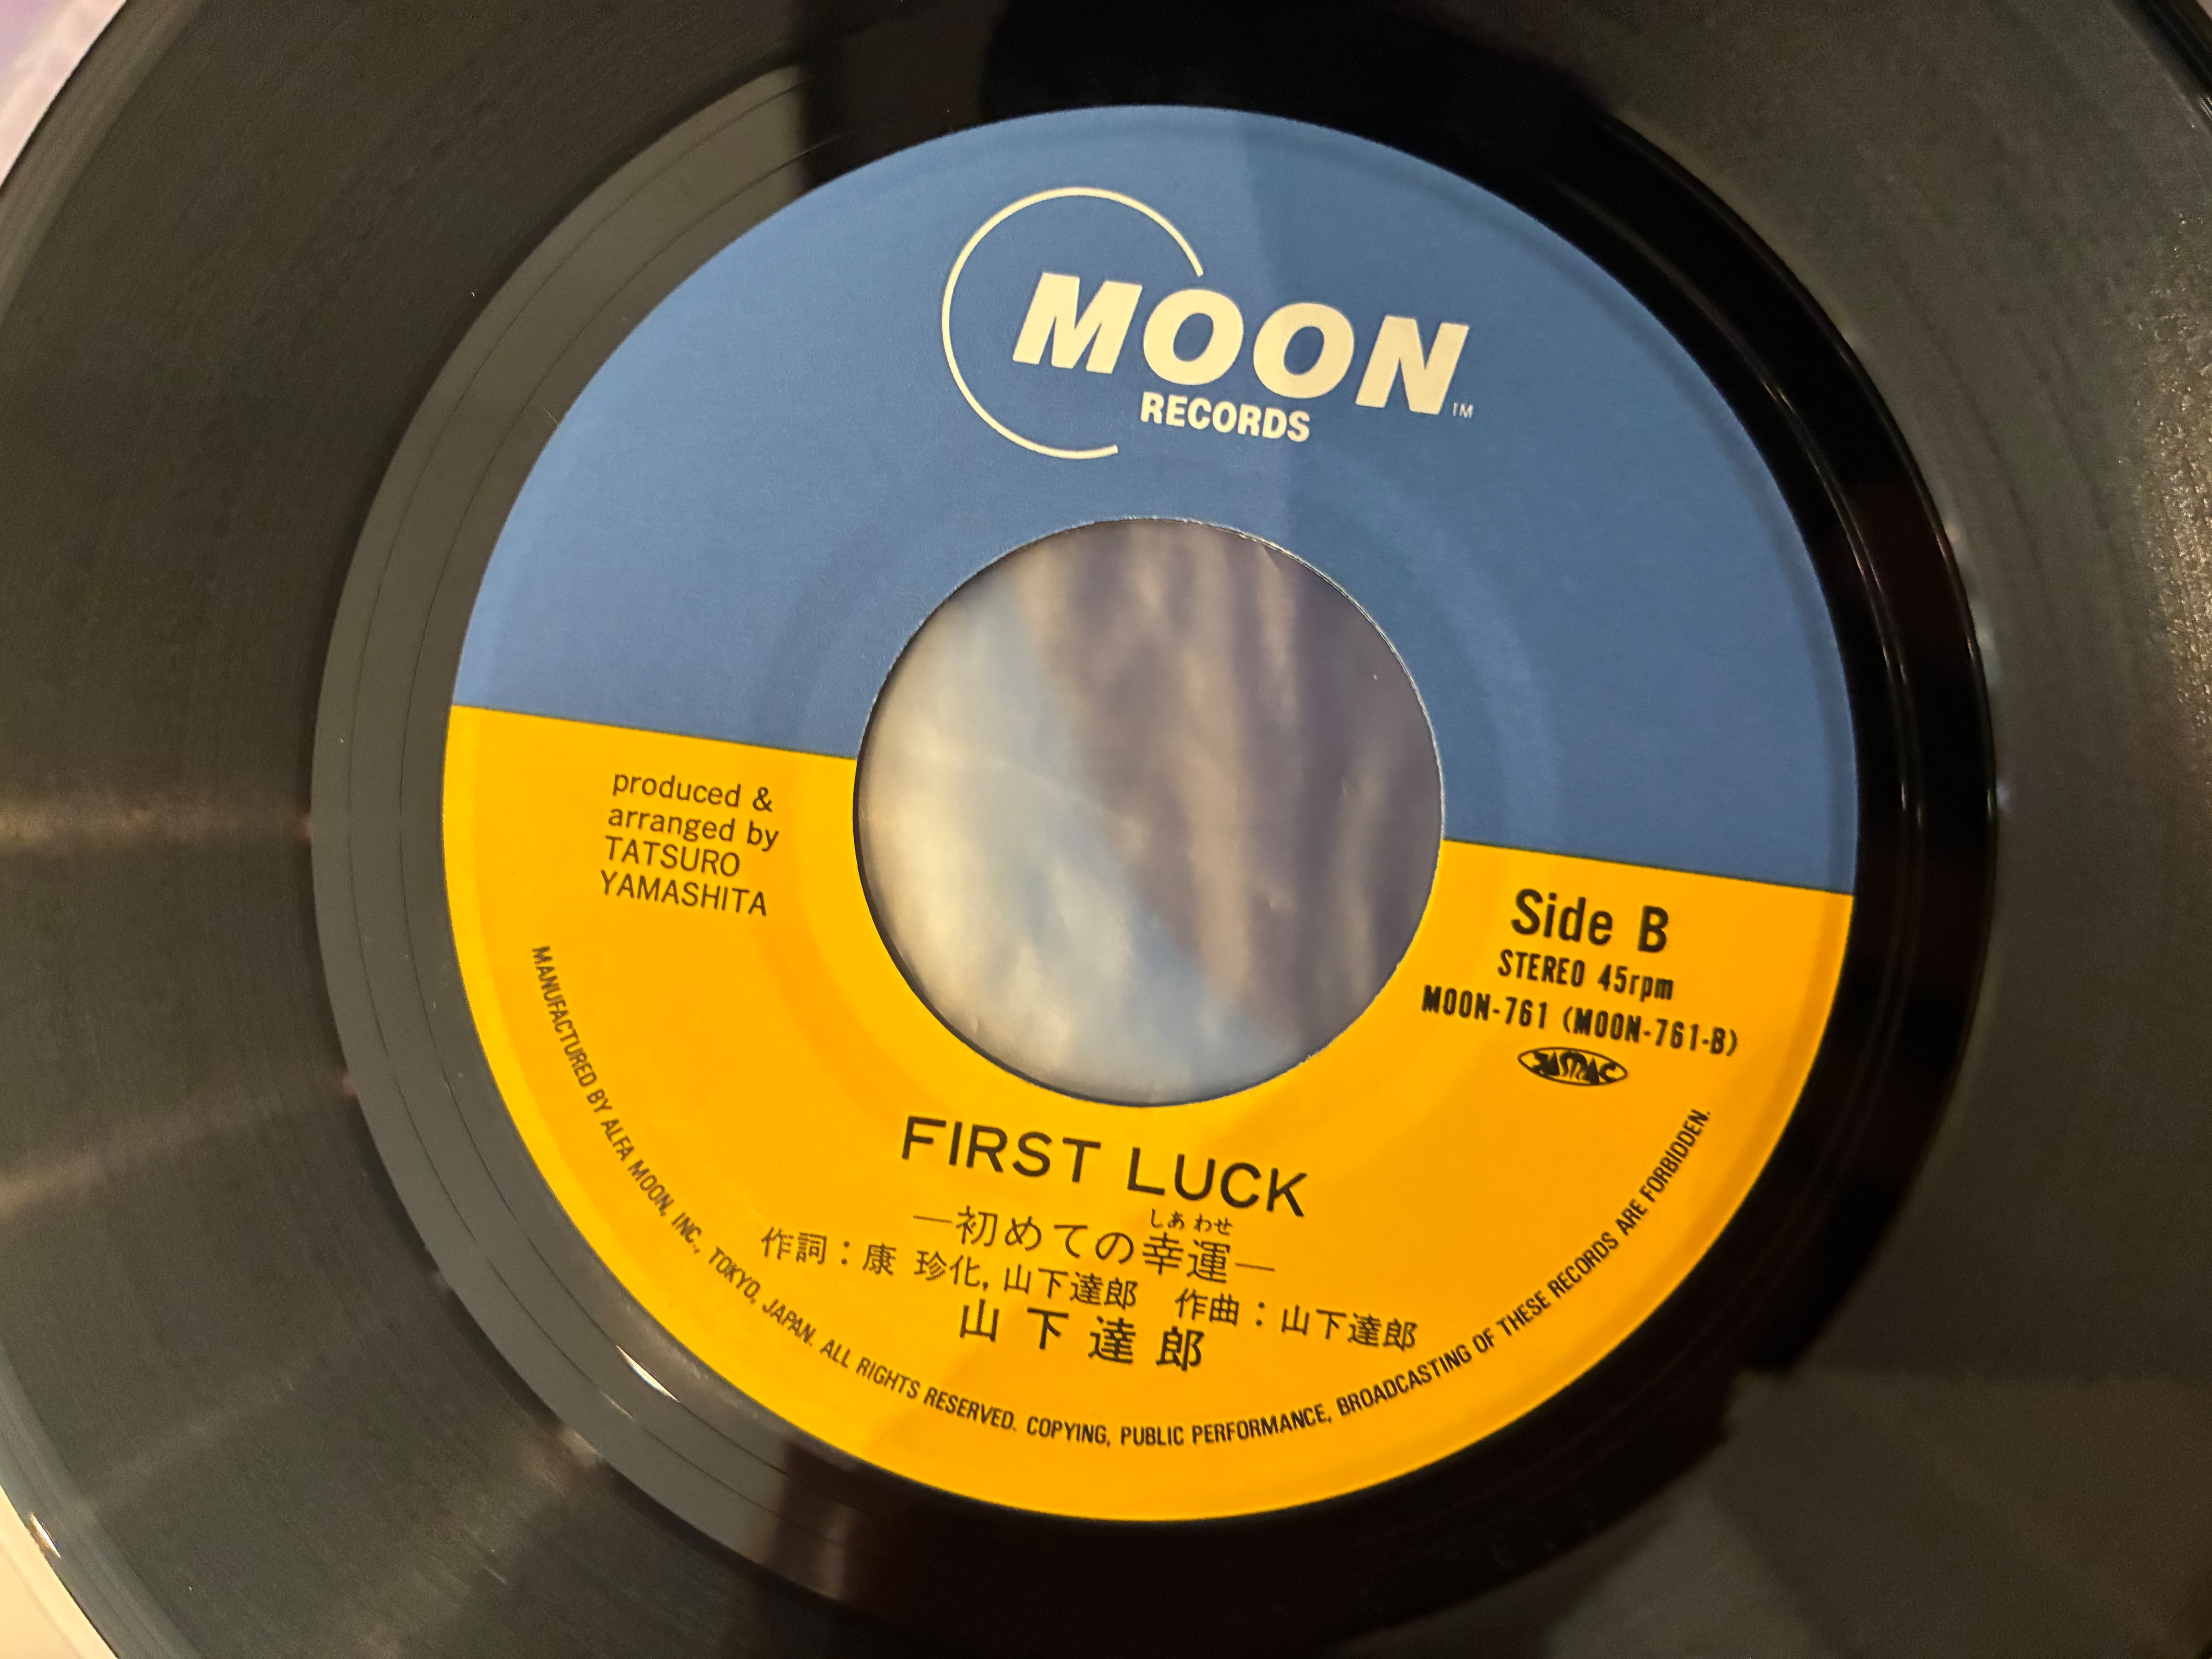 MOON
RECORDS
TM
produced &
arranged by
TATSURO
YAMASHITA
Side B
STEREO 45rpm
MOON-761 (MOON-761-B)
JASRAC
FIRST LUCK
しあわせ
—初めての幸運—
作詞：康 珍化, 山下達郎 作曲：山下達郎
山下達郎
MANUFACTURED BY ALFA MOON, INC., TOKYO, JAPAN. ALL RIGHTS RESERVED. COPYING, PUBLIC PERFORMANCE, BROADCASTING OF THESE RECORDS ARE FORBIDDEN.